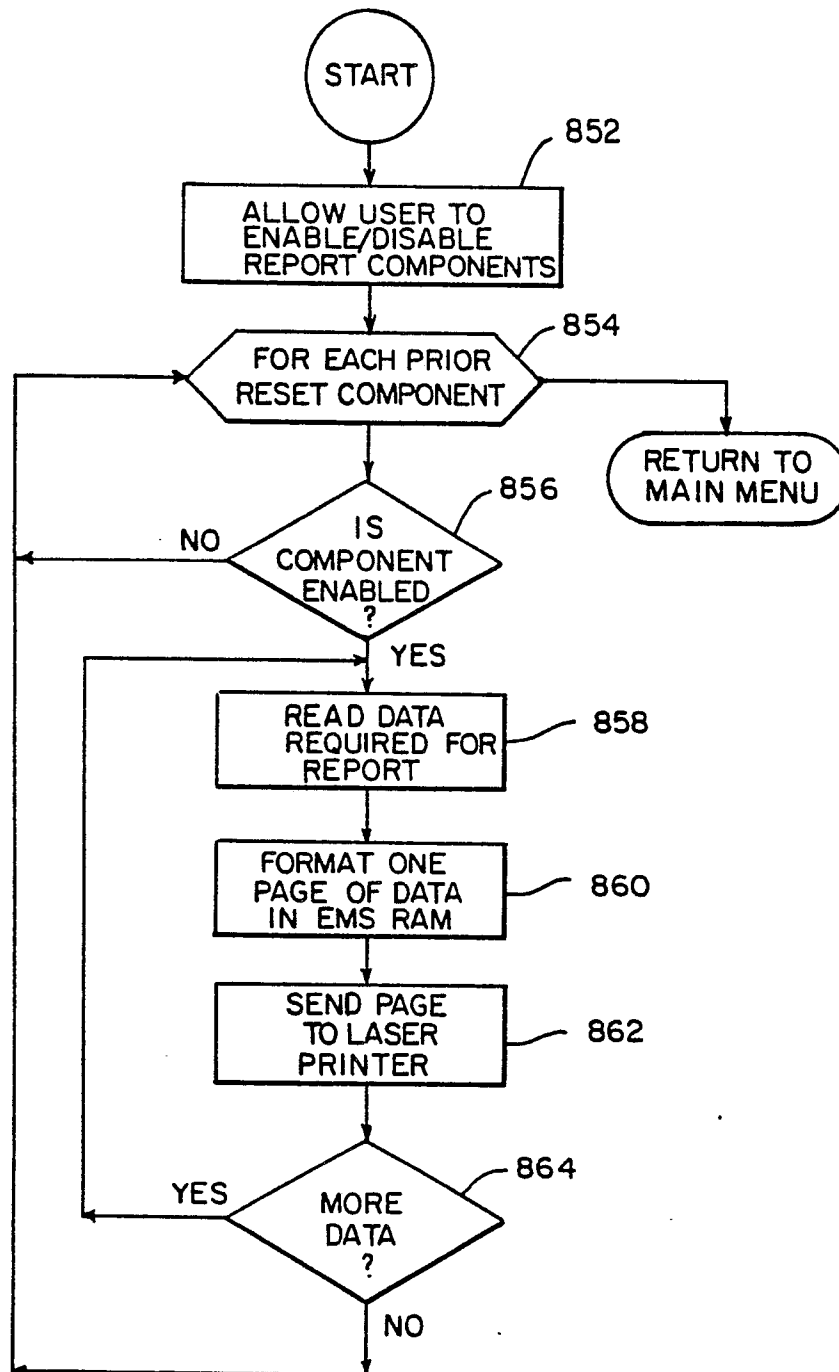 START
852
ALLOW USER TO
ENABLE/DISABLE
REPORT COMPONENTS
854
FOR EACH PRIOR
RESET COMPONENT
RETURN TO
MAIN MENU
856
IS
COMPONENT
ENABLED
?
NO
YES
858
READ DATA
REQUIRED FOR
REPORT
860
FORMAT ONE
PAGE OF DATA
IN EMS RAM
862
SEND PAGE
TO LASER
PRINTER
864
YES
MORE
DATA
?
NO